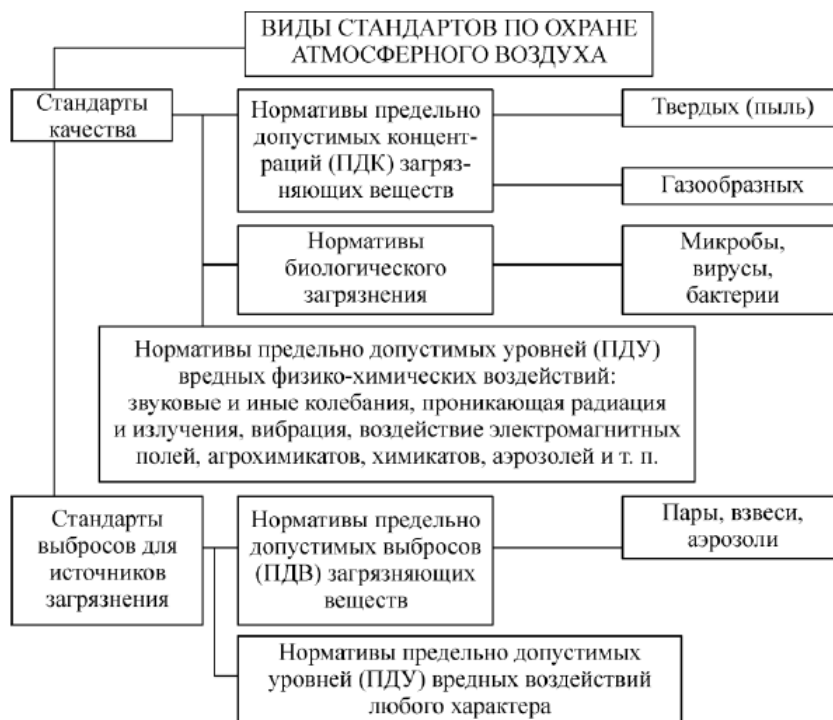 ВИДЫ СТАНДАРТОВ ПО ОХРАНЕ
АТМОСФЕРНОГО ВОЗДУХА
Стандарты
качества
Нормативы предельно
допустимых концент-
раций (ПДК) загряз-
няющих веществ
Твердых (пыль)
Газообразных
Нормативы
биологического
загрязнения
Микробы,
вирусы,
бактерии
Нормативы предельно допустимых уровней (ПДУ)
вредных физико-химических воздействий:
звуковые и иные колебания, проникающая радиация
и излучения, вибрация, воздействие электромагнитных
полей, агрохимикатов, химикатов, аэрозолей и т. п.
Стандарты
выбросов для
источников
загрязнения
Нормативы предельно
допустимых выбросов
(ПДВ) загрязняющих
веществ
Пары, взвеси,
аэрозоли
Нормативы предельно допустимых
уровней (ПДУ) вредных воздействий
любого характера